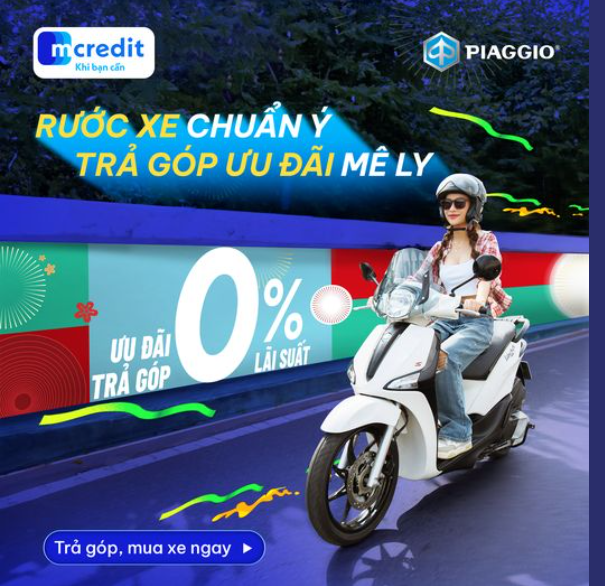 mcredit
Khi bạn cần
PIAGGIO®
RƯỚC XE CHUẨN Ý
TRẢ GÓP ƯU ĐÃI MÊ LY
ƯU ĐÃI
TRẢ GÓP
0%
LÃI SUẤT
Trả góp, mua xe ngay